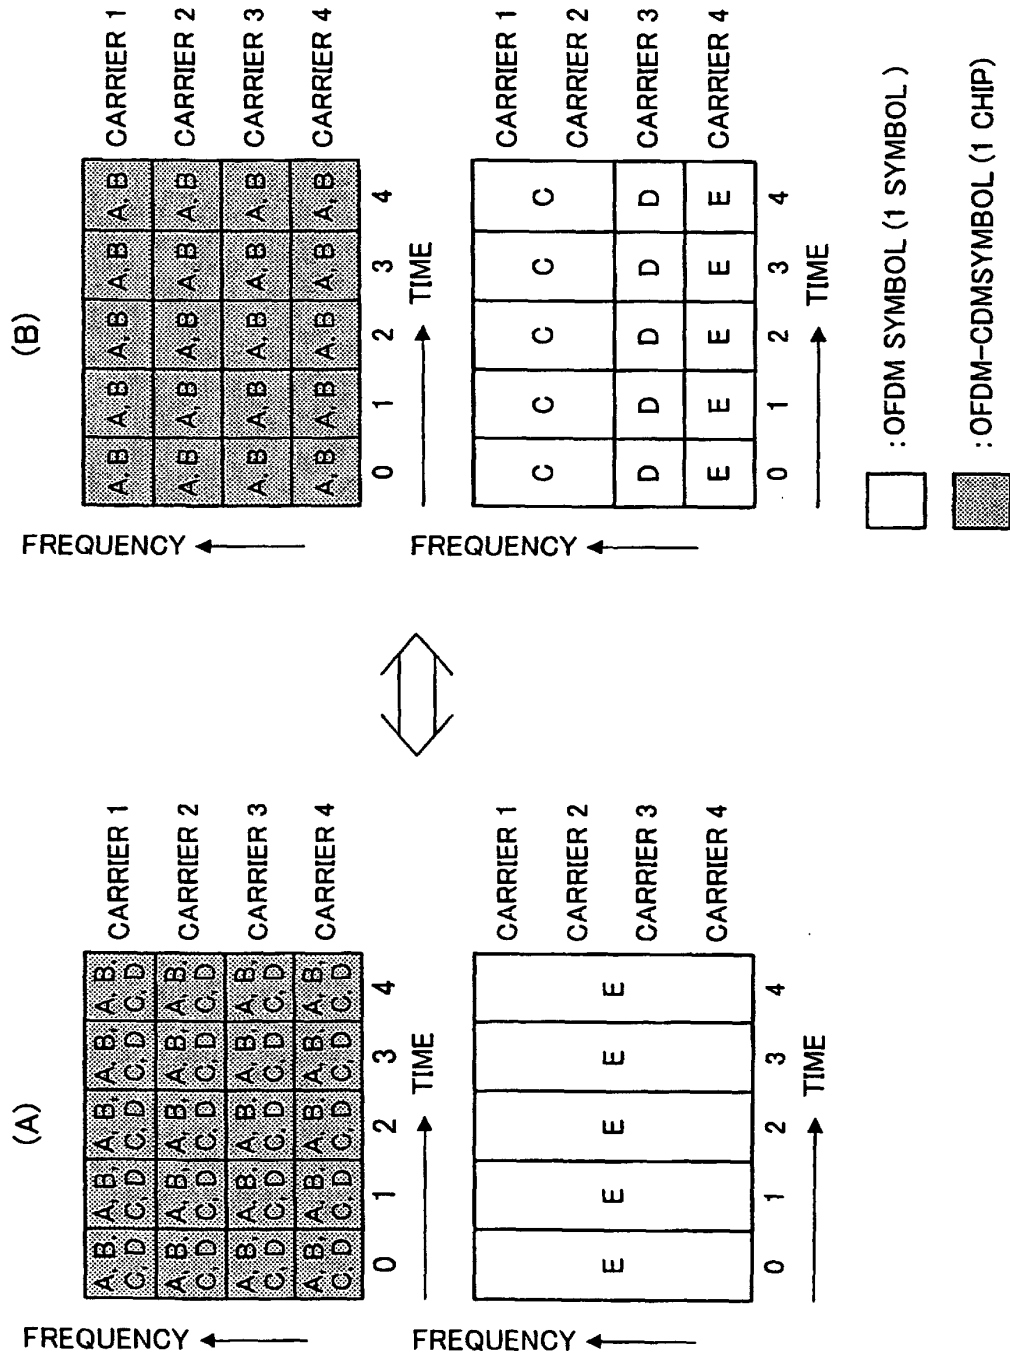 (A)
FREQUENCY
A, B, A, B, A, B, A, B, A, B,
C, D C, D C, D C, D C, D
CARRIER 1
A, B, A, B, A, B, A, B, A, B,
C, D C, D C, D C, D C, D
CARRIER 2
A, B, A, B, A, B, A, B, A, B,
C, D C, D C, D C, D C, D
CARRIER 3
A, B, A, B, A, B, A, B, A, B,
C, D C, D C, D C, D C, D
CARRIER 4
0 1 2 3 4
TIME
FREQUENCY
E E E E E
CARRIER 1
CARRIER 2
CARRIER 3
CARRIER 4
0 1 2 3 4
TIME
(B)
FREQUENCY
A, B A, B A, B A, B A, B CARRIER 1
A, B A, B A, B A, B A, B CARRIER 2
A, B A, B A, B A, B A, B CARRIER 3
A, B A, B A, B A, B A, B CARRIER 4
0 1 2 3 4
TIME
FREQUENCY
CARRIER 1
C C C C C
CARRIER 2
D D D D D CARRIER 3
E E E E E CARRIER 4
0 1 2 3 4
TIME
:OFDM SYMBOL (1 SYMBOL )
:OFDM-CDMSYMBOL (1 CHIP)